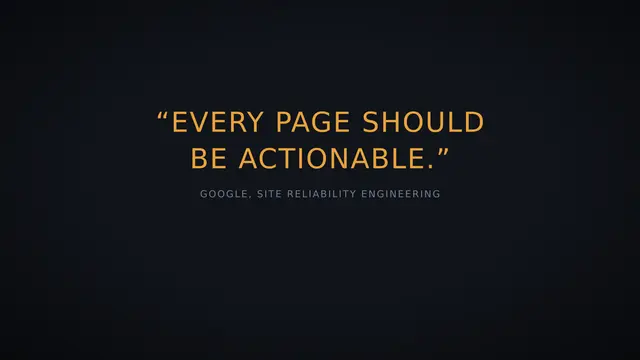 “EVERY PAGE SHOULD
BE ACTIONABLE.”
GOOGLE, SITE RELIABILITY ENGINEERING